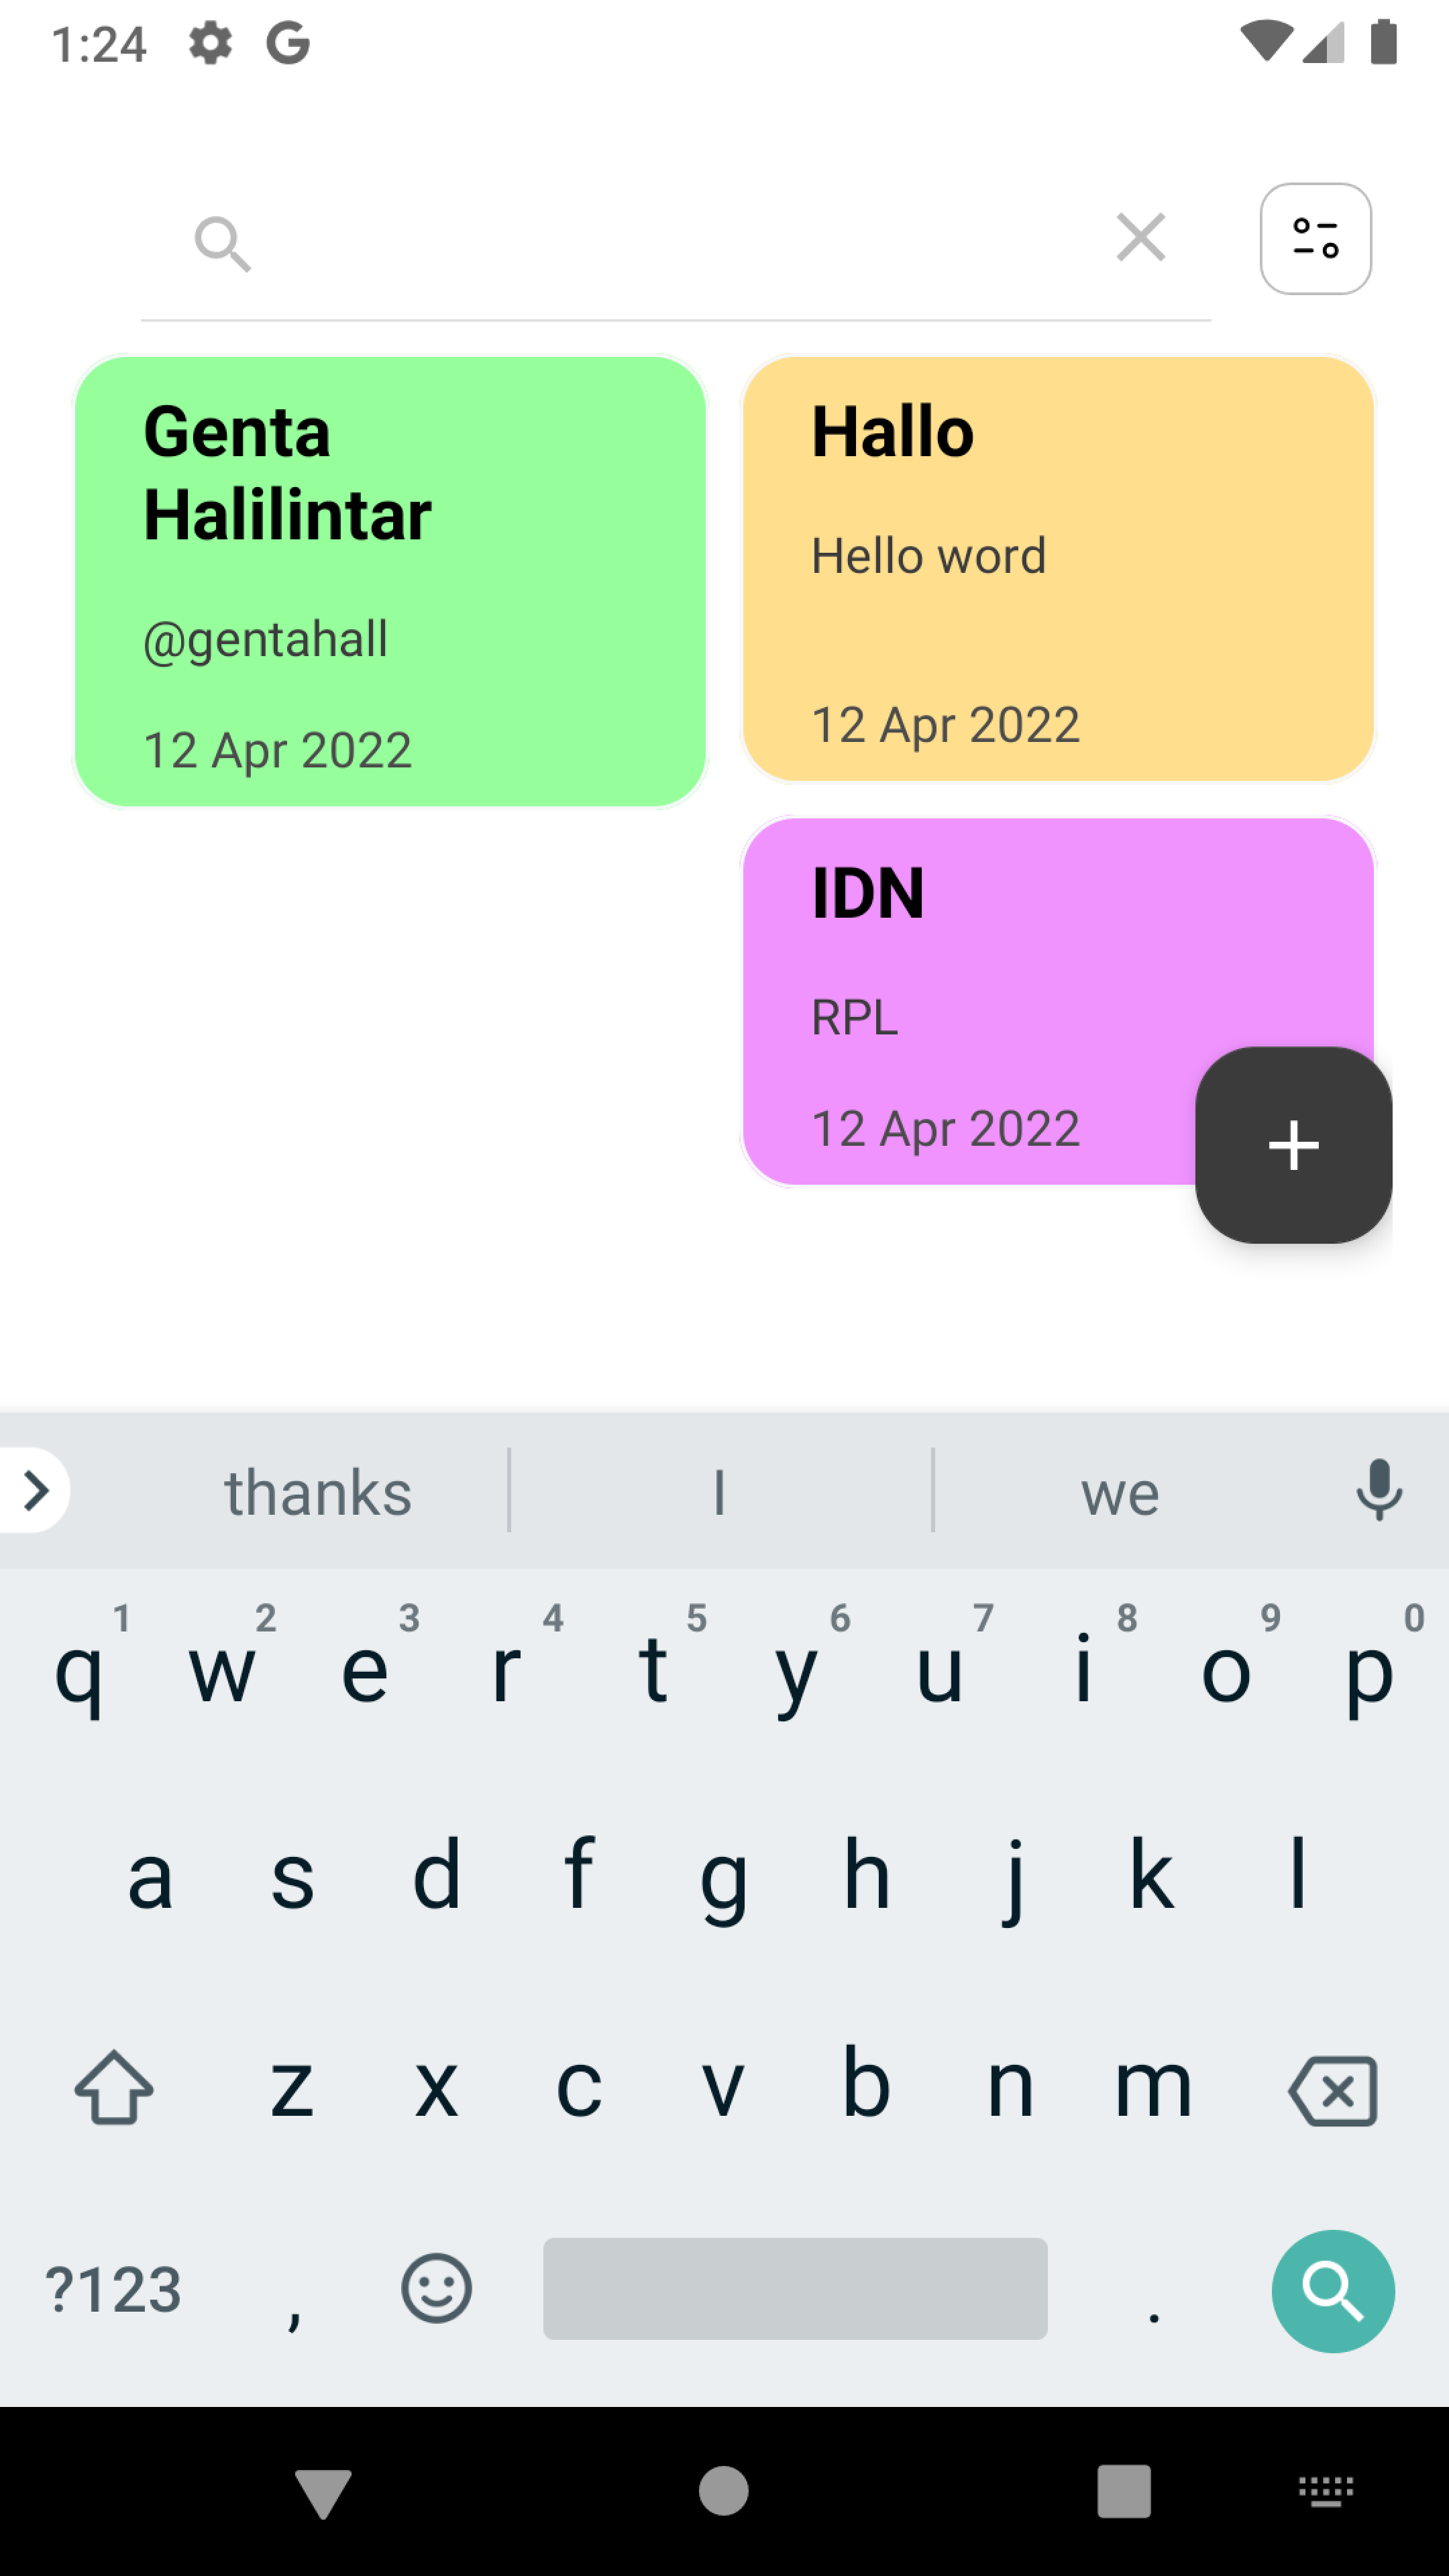 1:24
Genta
Halilintar
@gentahall
12 Apr 2022
Hallo
Hello word
12 Apr 2022
IDN
RPL
12 Apr 2022
thanks I we
1 2 3 4 5 6 7 8 9 0
q w e r t y u i o p
a s d f g h j k l
z x c v b n m
?123 , .